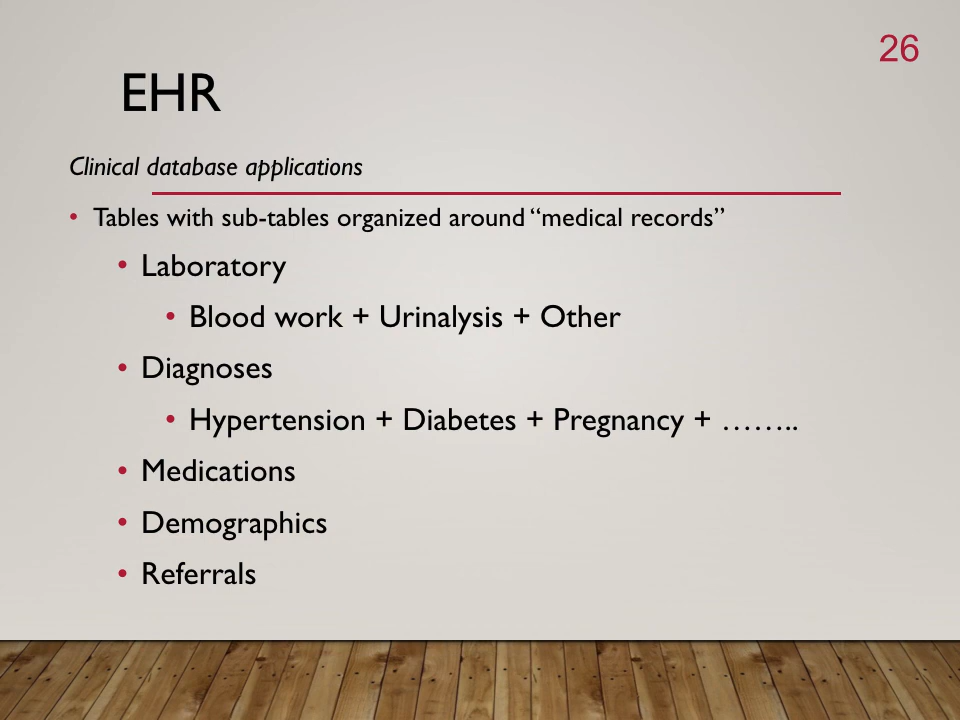 26
EHR
Clinical database applications
• Tables with sub-tables organized around “medical records”
• Laboratory
• Blood work + Urinalysis + Other
• Diagnoses
• Hypertension + Diabetes + Pregnancy + ……..
• Medications
• Demographics
• Referrals